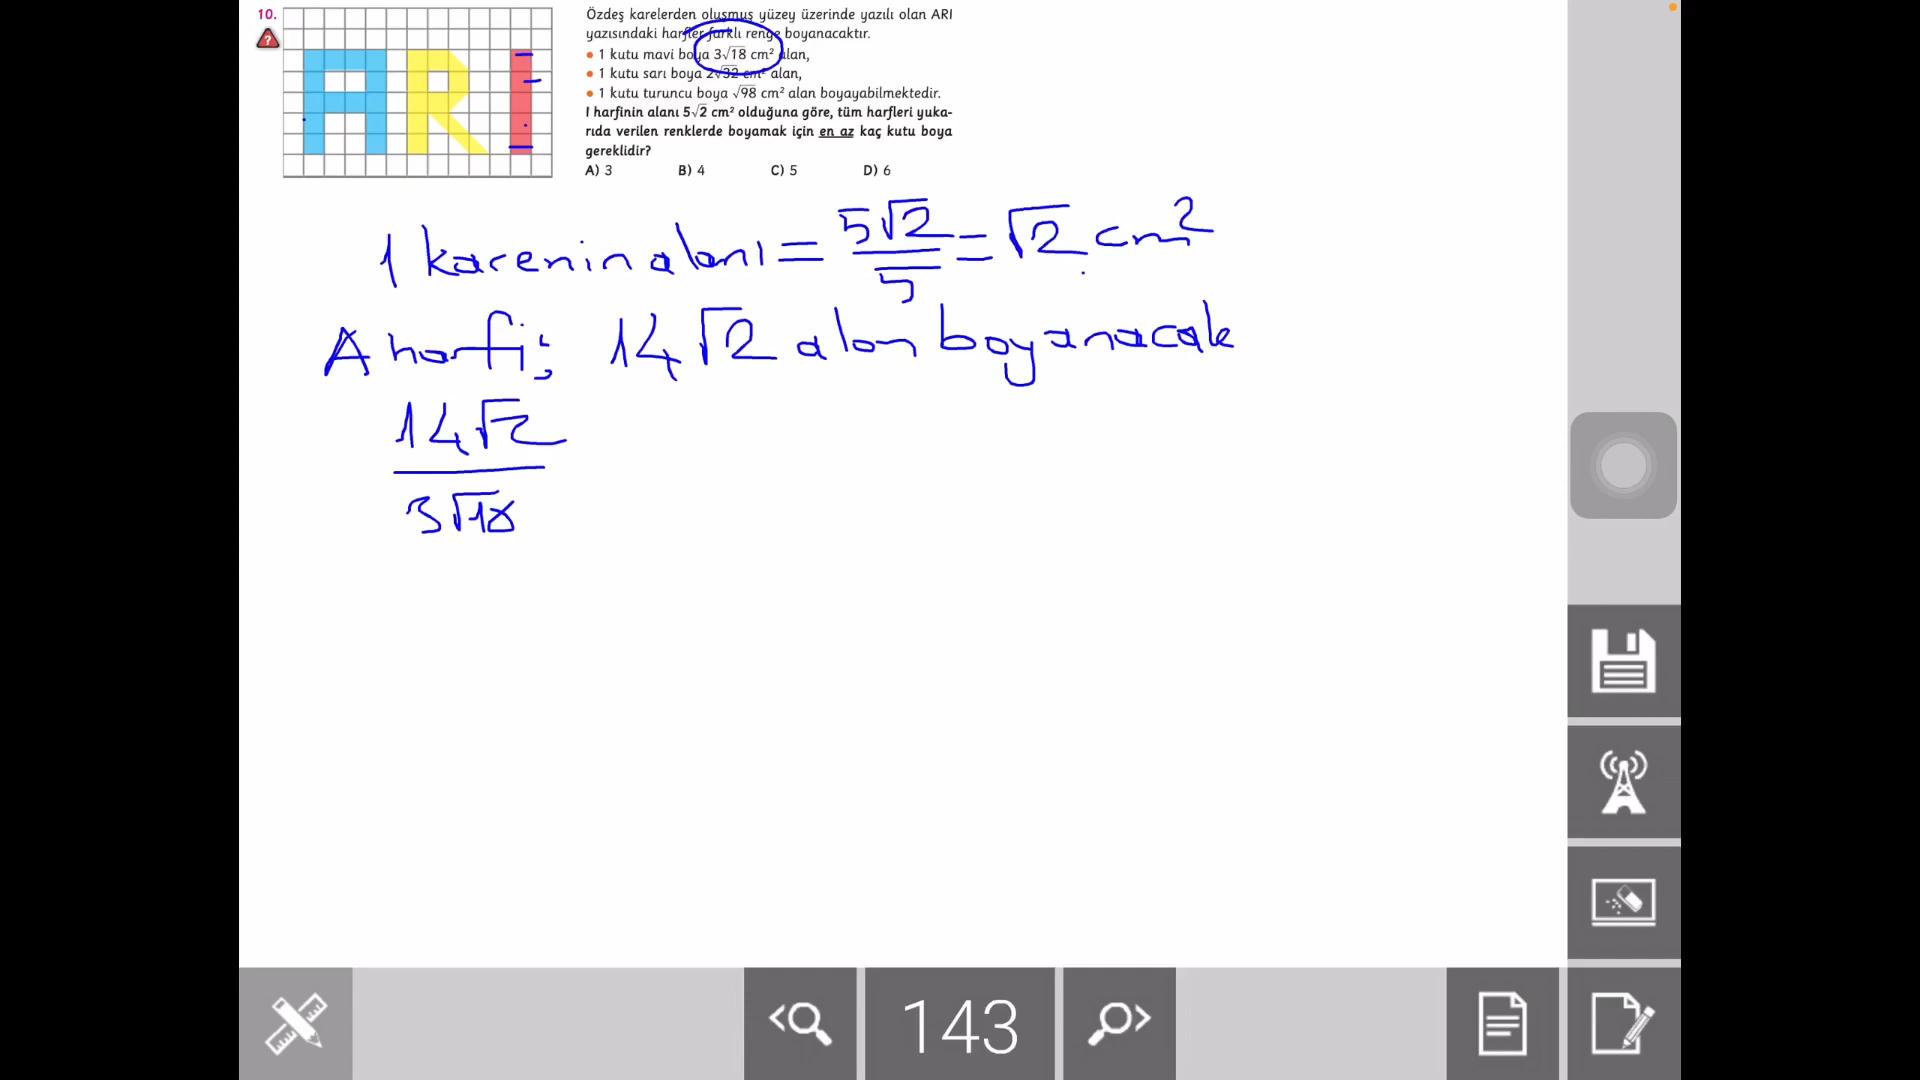 10.
Özdeş karelerden oluşmuş yüzey üzerinde yazılı olan ARI
yazısındaki harfler farklı renge boyanacaktır.
• 1 kutu mavi boya 3√18 cm² alan,
• 1 kutu sarı boya 2√32 cm² alan,
• 1 kutu turuncu boya √98 cm² alan boyayabilmektedir.
I harfinin alanı 5√2 cm² olduğuna göre, tüm harfleri yuka-
rıda verilen renklerde boyamak için en az kaç kutu boya
gereklidir?
A) 3 B) 4 C) 5 D) 6
ARI
1 karenin alanı = 5√2/5 = √2 cm²
A harfi; 14√2 alan boyanacak
14√2
3√18
143